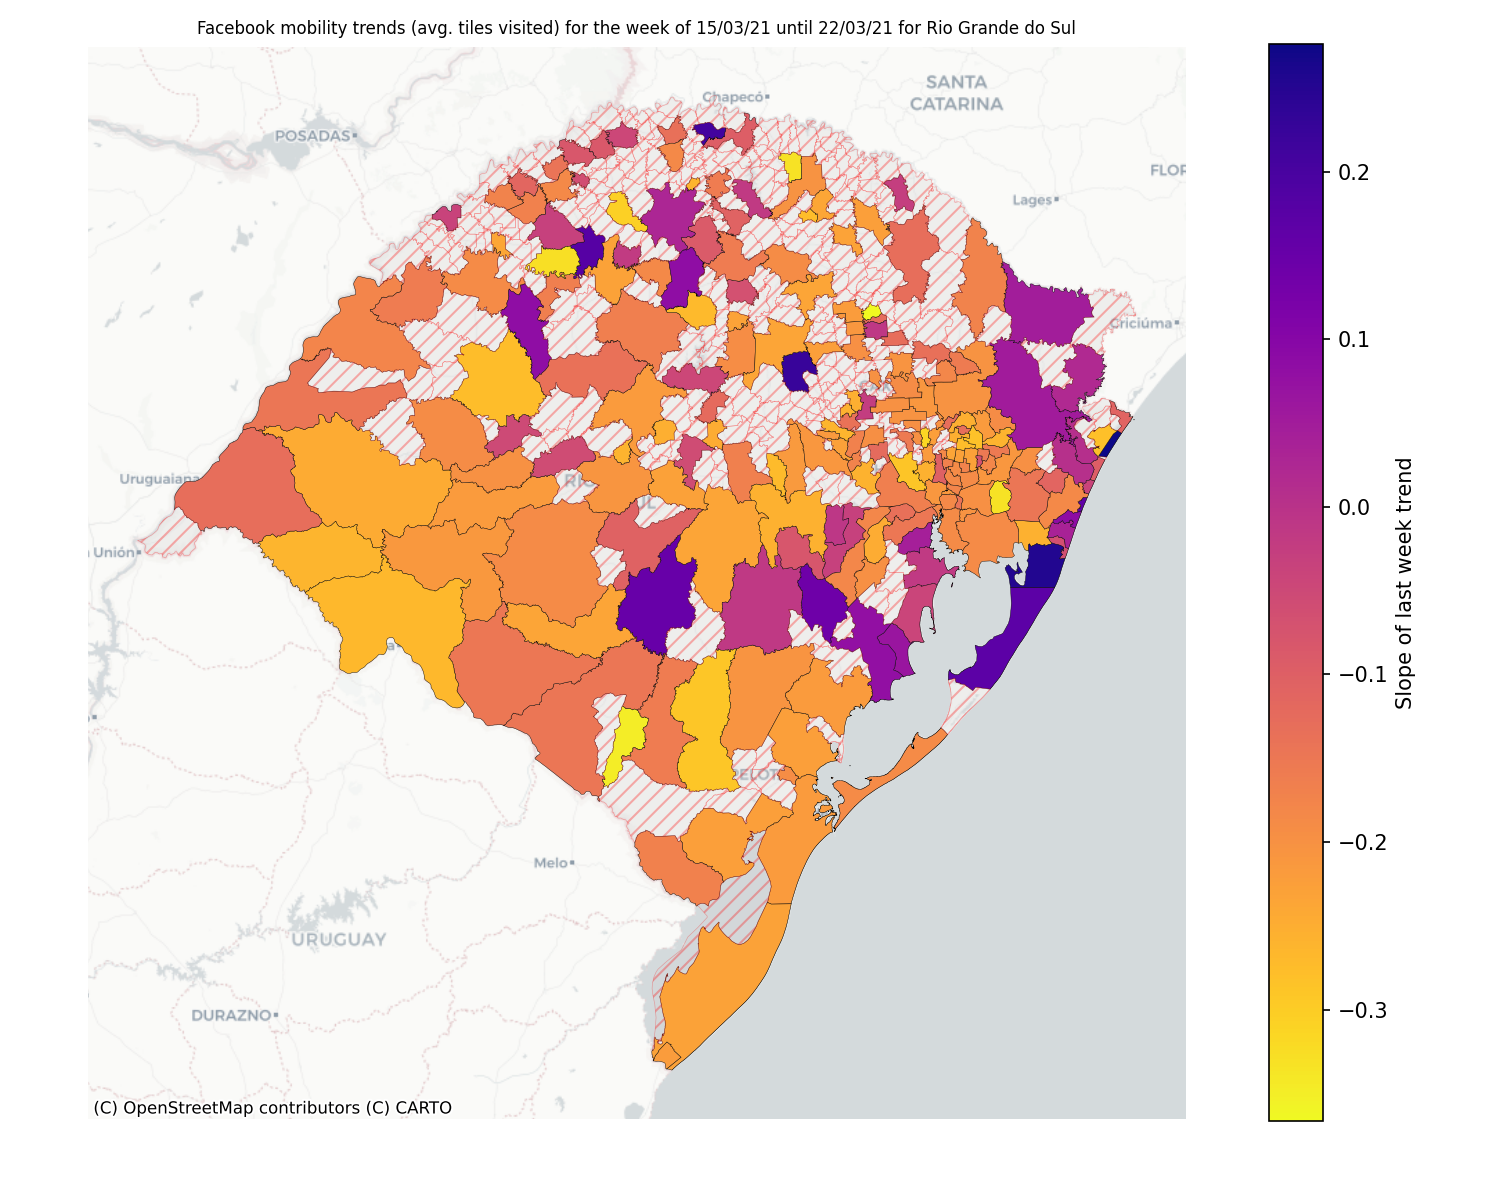 Facebook mobility trends (avg. tiles visited) for the week of 15/03/21 until 22/03/21 for Rio Grande do Sul
Chapecó
SANTA
CATARINA
POSADAS
FLOR
Lages
0.2
Criciúma
0.1
Uruguaiana
0.0
Unión
Slope of last week trend
−0.1
PELOT
−0.2
Melo
URUGUAY
−0.3
DURAZNO
(C) OpenStreetMap contributors (C) CARTO